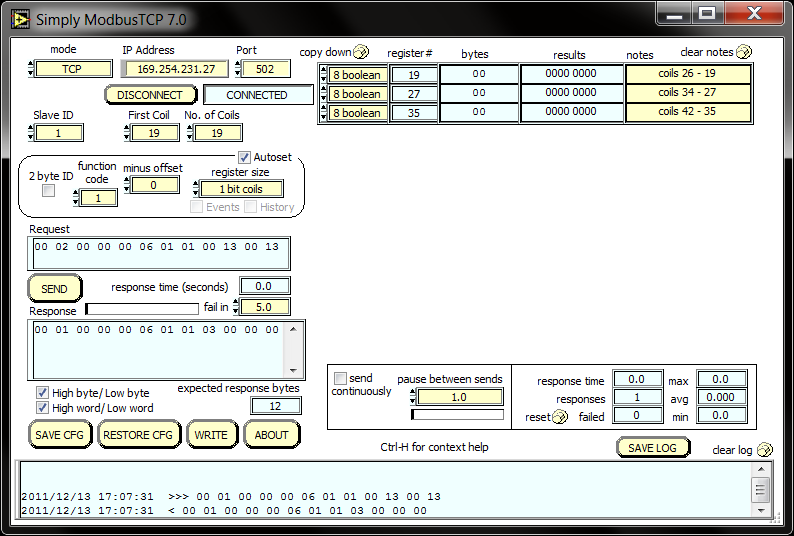 Simply ModbusTCP 7.0
mode IP Address Port
TCP 169.254.231.27 502
DISCONNECT CONNECTED
Slave ID First Coil No. of Coils
1 19 19
copy down register# bytes results notes clear notes
8 boolean 19 00 0000 0000 coils 26 - 19
8 boolean 27 00 0000 0000 coils 34 - 27
8 boolean 35 00 0000 0000 coils 42 - 35
Autoset
2 byte ID function code minus offset register size
1 0 1 bit coils
Events History
Request
00 02 00 00 00 06 01 01 00 13 00 13
SEND response time (seconds) 0.0
Response fail in 5.0
00 01 00 00 00 06 01 01 03 00 00 00
High byte/Low byte expected response bytes
High word/Low word 12
SAVE CFG RESTORE CFG WRITE ABOUT
send continuously pause between sends
1.0
response time 0.0 max 0.0
responses 1 avg 0.000
reset failed 0 min 0.0
Ctrl-H for context help SAVE LOG clear log
2011/12/13 17:07:31 >>> 00 01 00 00 00 06 01 01 00 13 00 13
2011/12/13 17:07:31 < 00 01 00 00 00 06 01 01 03 00 00 00